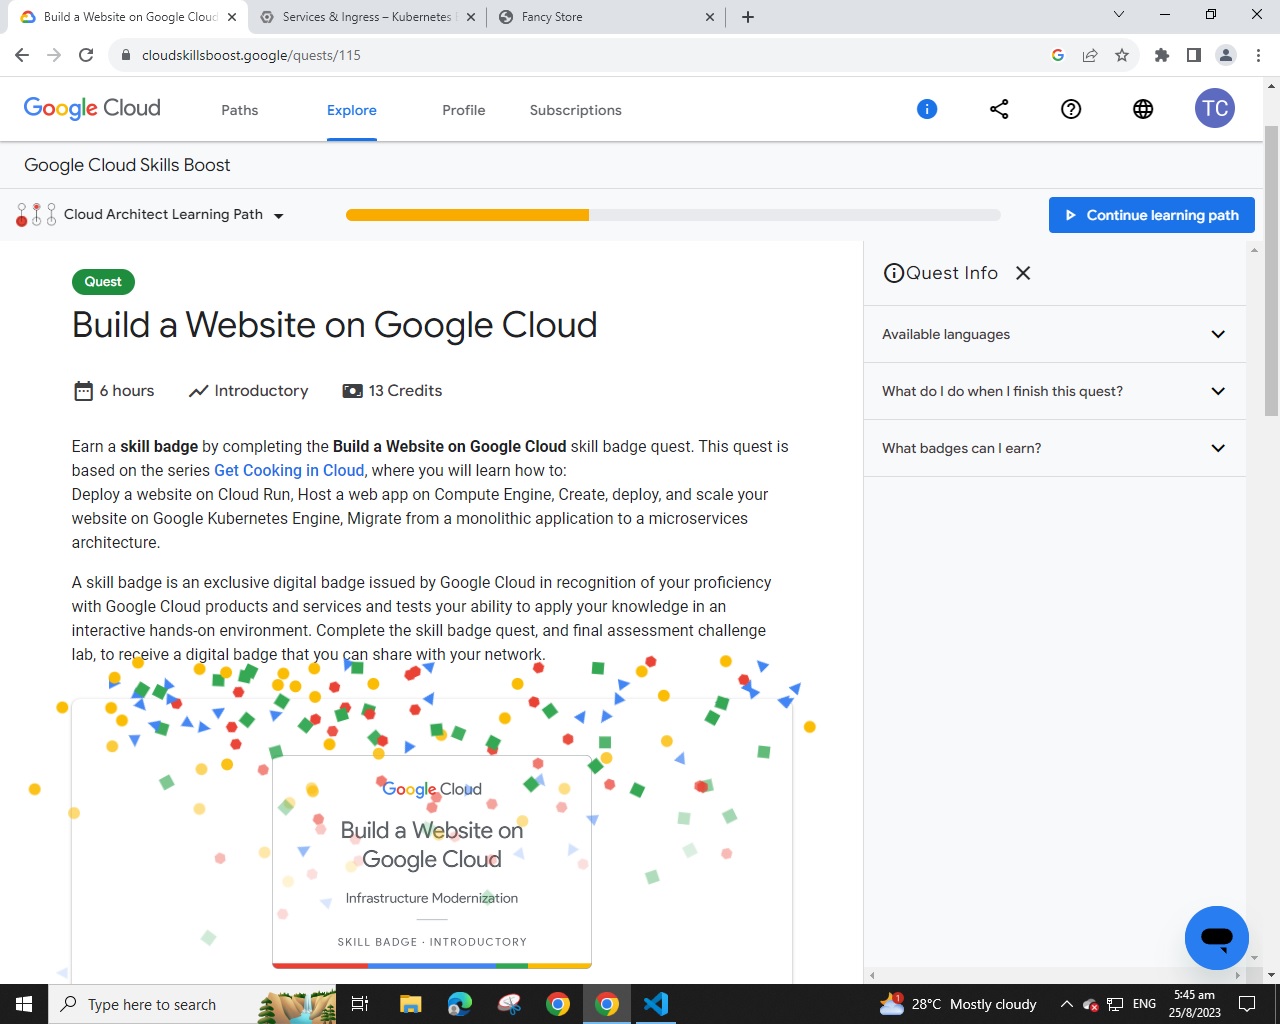 Build a Website on Google Cloud
Services & Ingress – Kubernetes
Fancy Store
cloudskillsboost.google/quests/115
Google Cloud
Paths
Explore
Profile
Subscriptions
TC
Google Cloud Skills Boost
Cloud Architect Learning Path
Continue learning path
Quest
Build a Website on Google Cloud
6 hours
Introductory
13 Credits
Earn a skill badge by completing the Build a Website on Google Cloud skill badge quest. This quest is
based on the series Get Cooking in Cloud, where you will learn how to:
Deploy a website on Cloud Run, Host a web app on Compute Engine, Create, deploy, and scale your
website on Google Kubernetes Engine, Migrate from a monolithic application to a microservices
architecture.
A skill badge is an exclusive digital badge issued by Google Cloud in recognition of your proficiency
with Google Cloud products and services and tests your ability to apply your knowledge in an
interactive hands-on environment. Complete the skill badge quest, and final assessment challenge
lab, to receive a digital badge that you can share with your network.
Google Cloud
Build a Website on
Google Cloud
Infrastructure Modernization
SKILL BADGE · INTRODUCTORY
Quest Info
Available languages
What do I do when I finish this quest?
What badges can I earn?
Type here to search
1
28°C Mostly cloudy
ENG
5:45 am
25/8/2023